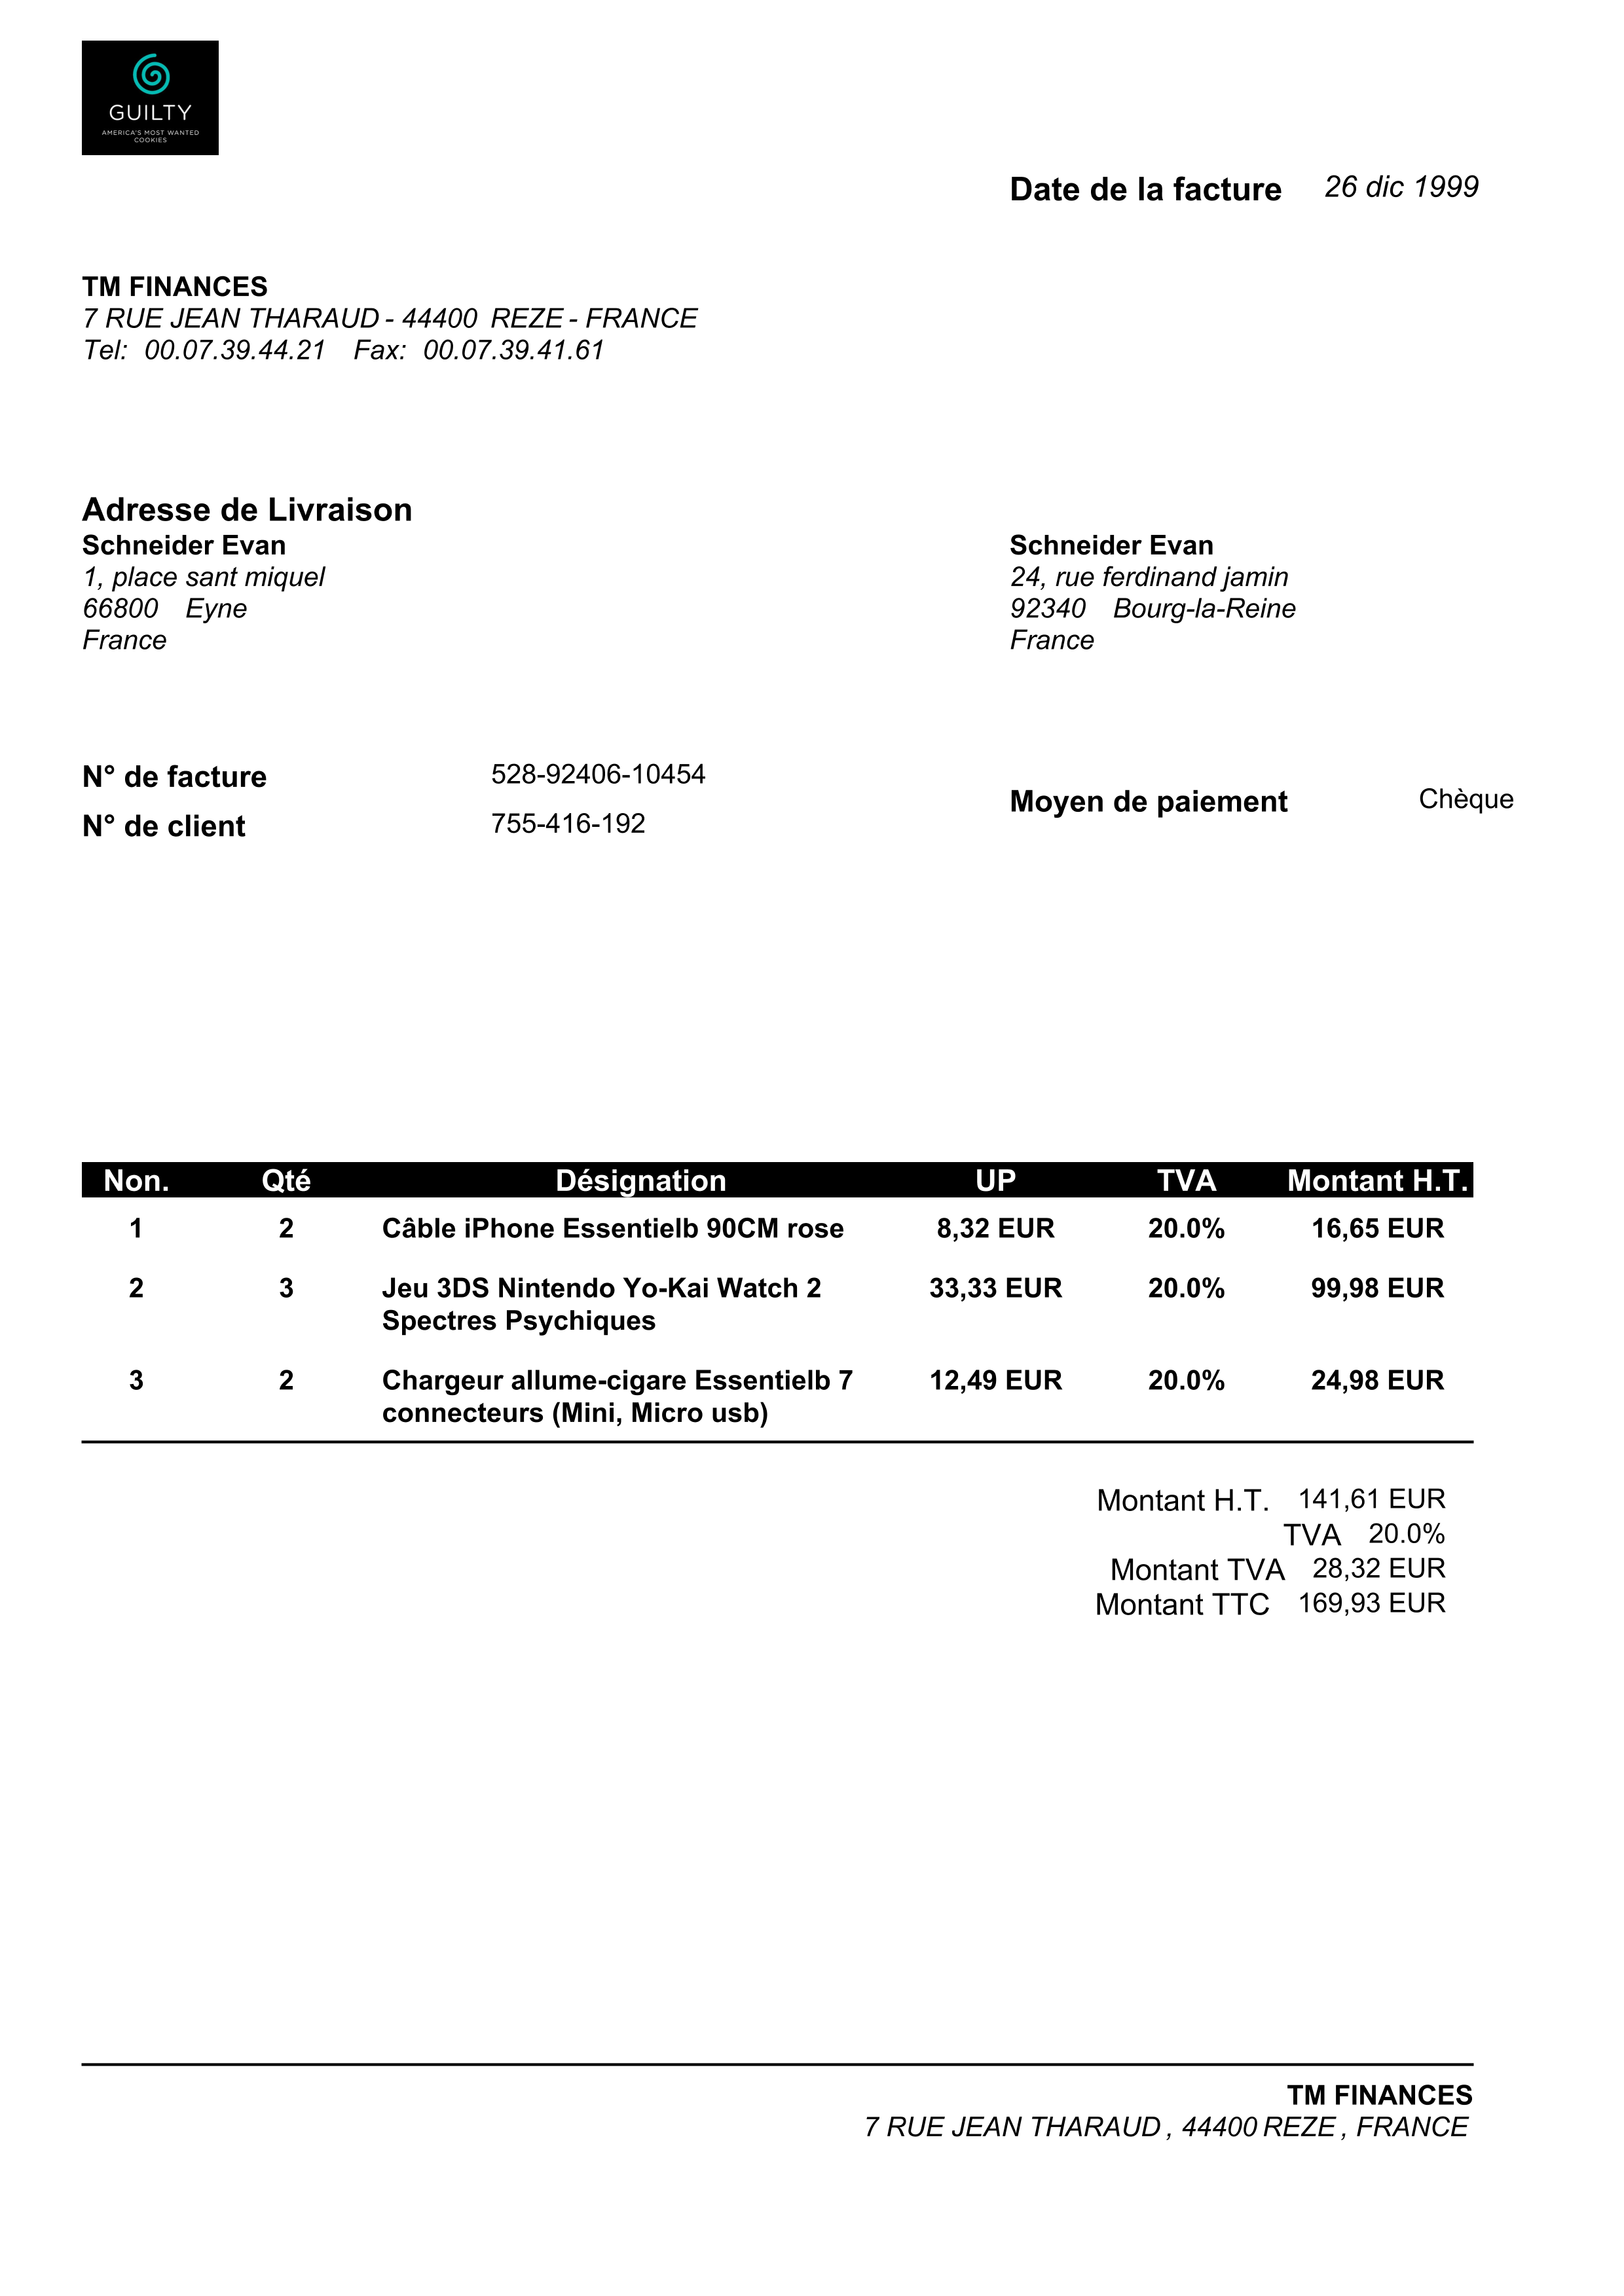 GUILTY
AMERICA'S MOST WANTED
COOKIES
Date de la facture 26 dic 1999
TM FINANCES
7 RUE JEAN THARAUD - 44400 REZE - FRANCE
Tel: 00.07.39.44.21 Fax: 00.07.39.41.61
Adresse de Livraison
Schneider Evan
1, place sant miquel
66800 Eyne
France
Schneider Evan
24, rue ferdinand jamin
92340 Bourg-la-Reine
France
N° de facture 528-92406-10454
N° de client 755-416-192
Moyen de paiement Chèque
Non. Qté Désignation UP TVA Montant H.T.
1 2 Câble iPhone Essentielb 90CM rose 8,32 EUR 20.0% 16,65 EUR
2 3 Jeu 3DS Nintendo Yo-Kai Watch 2 33,33 EUR 20.0% 99,98 EUR
Spectres Psychiques
3 2 Chargeur allume-cigare Essentielb 7 12,49 EUR 20.0% 24,98 EUR
connecteurs (Mini, Micro usb)
Montant H.T. 141,61 EUR
TVA 20.0%
Montant TVA 28,32 EUR
Montant TTC 169,93 EUR
TM FINANCES
7 RUE JEAN THARAUD , 44400 REZE , FRANCE